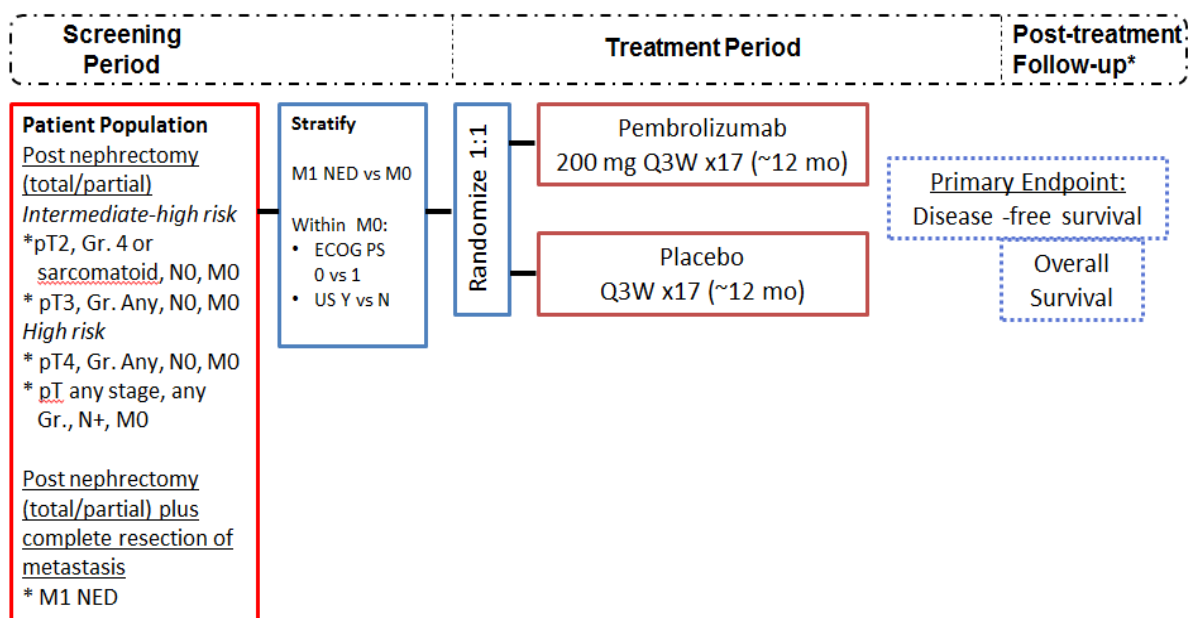 Screening
Period
Treatment Period
Post-treatment
Follow-up*
Patient Population
Post nephrectomy
(total/partial)
Intermediate-high risk
*pT2, Gr. 4 or
sarcomatoid, N0, M0
* pT3, Gr. Any, N0, M0
High risk
* pT4, Gr. Any, N0, M0
* pT any stage, any
Gr., N+, M0
Post nephrectomy
(total/partial) plus
complete resection of
metastasis
* M1 NED
Stratify
M1 NED vs M0
Within M0:
• ECOG PS
0 vs 1
• US Y vs N
Randomize 1:1
Pembrolizumab
200 mg Q3W x17 (~12 mo)
Placebo
Q3W x17 (~12 mo)
Primary Endpoint:
Disease -free survival
Overall
Survival